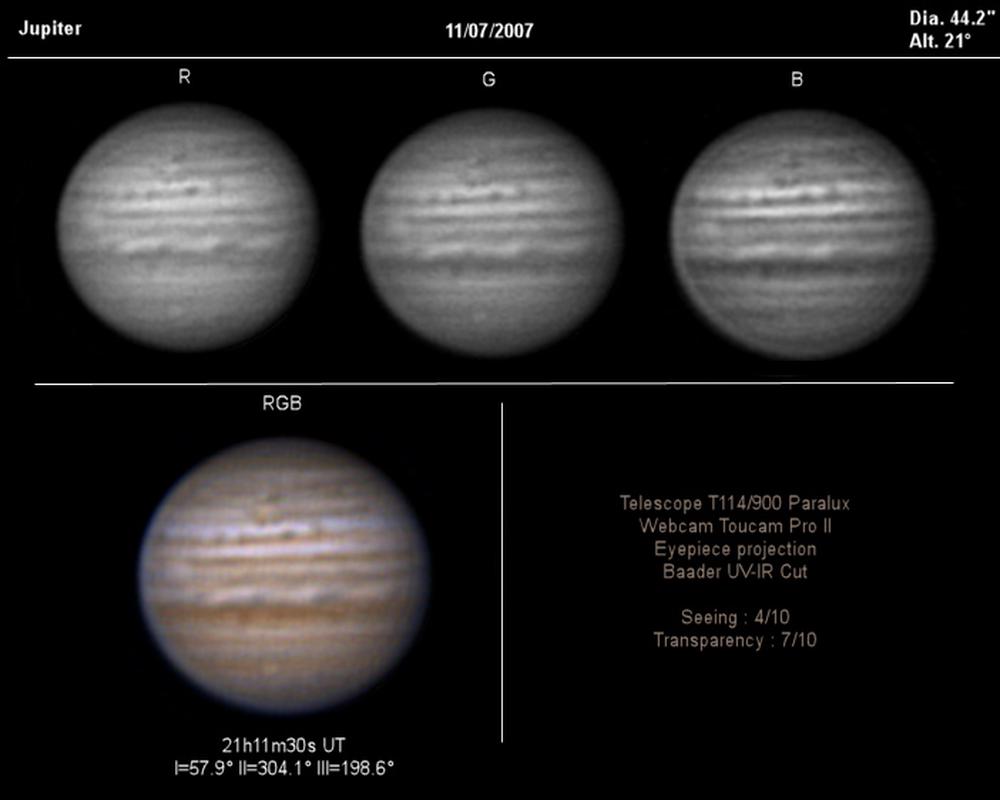 Jupiter
11/07/2007
Dia. 44.2"
Alt. 21°
R
G
B
RGB
Telescope T114/900 Paralux
Webcam Toucam Pro II
Eyepiece projection
Baader UV-IR Cut
Seeing : 4/10
Transparency : 7/10
21h11m30s UT
I=57.9° II=304.1° III=198.6°